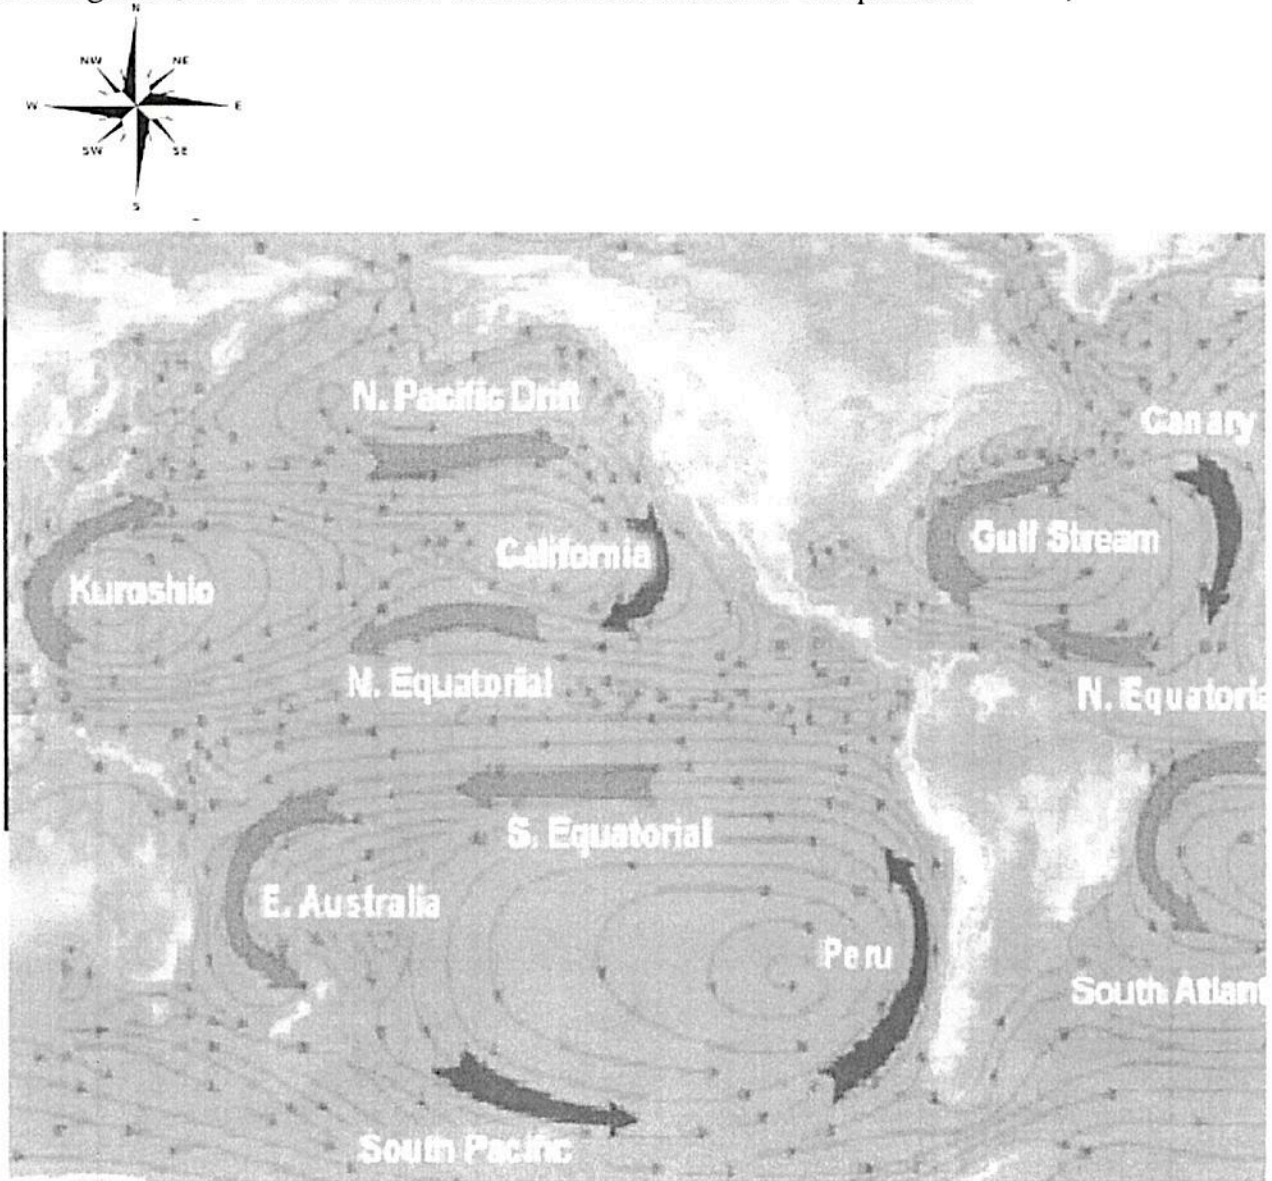 N
NW NE
W E
SW SE
S
N. Pacific Drift
Canary
Gulf Stream
California
Kuroshio
N. Equatorial
N. Equatoria
S. Equatorial
E. Australia
Peru
South Atlant
South Pacific